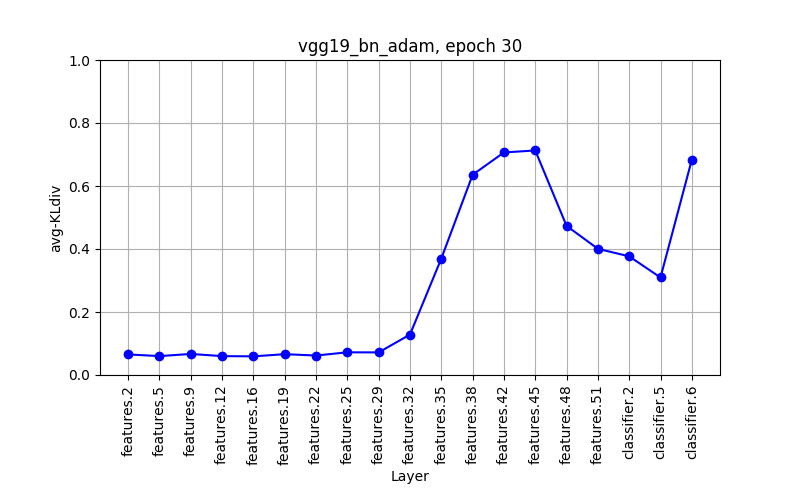 vgg19_bn_adam, epoch 30
avg-KLdiv
1.0
0.8
0.6
0.4
0.2
0.0
features.2
features.5
features.9
features.12
features.16
features.19
features.22
features.25
features.29
features.32
features.35
features.38
features.42
features.45
features.48
features.51
classifier.2
classifier.5
classifier.6
Layer